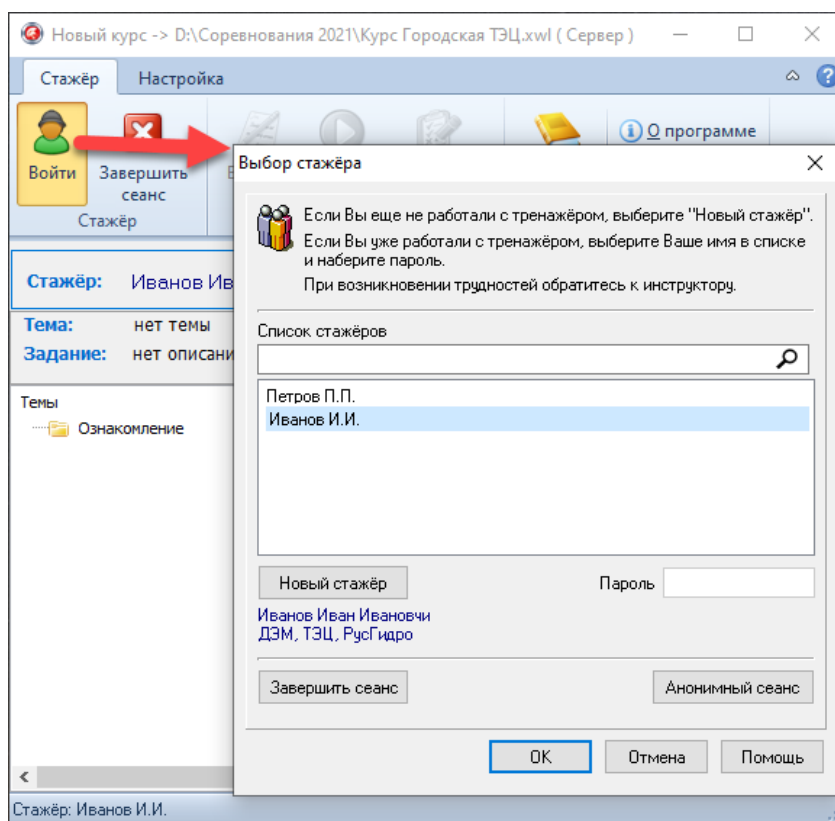 Новый курс -> D:\Соревнования 2021\Курс Городская ТЭЦ.xwl ( Сервер )
Стажёр
Настройка
Войти
Завершить
сеанс
О программе
Стажёр
Стажёр: Иванов Ив
Тема: нет темы
Задание: нет описани
Темы
Ознакомление
Выбор стажёра
Если Вы еще не работали с тренажёром, выберите "Новый стажёр".
Если Вы уже работали с тренажёром, выберите Ваше имя в списке
и наберите пароль.
При возникновении трудностей обратитесь к инструктору.
Список стажёров
Петров П.П.
Иванов И.И.
Новый стажёр
Пароль
Иванов Иван Ивановчи
ДЭМ, ТЭЦ, РусГидро
Завершить сеанс
Анонимный сеанс
OK
Отмена
Помощь
Стажёр: Иванов И.И.